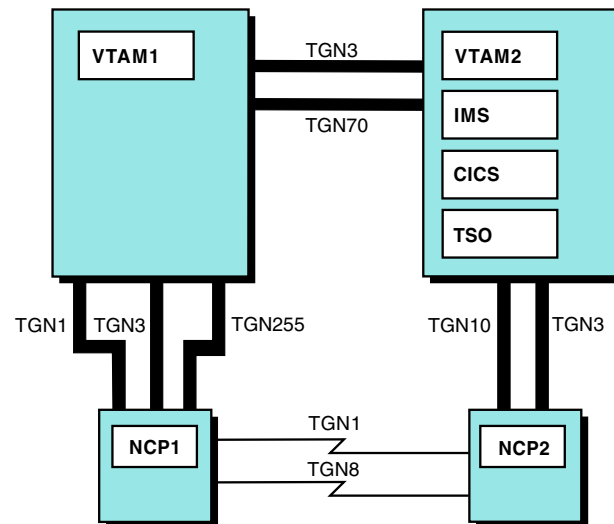 VTAM1
TGN3
VTAM2
TGN70
IMS
CICS
TSO
TGN1
TGN3
TGN255
TGN10
TGN3
NCP1
TGN1
NCP2
TGN8